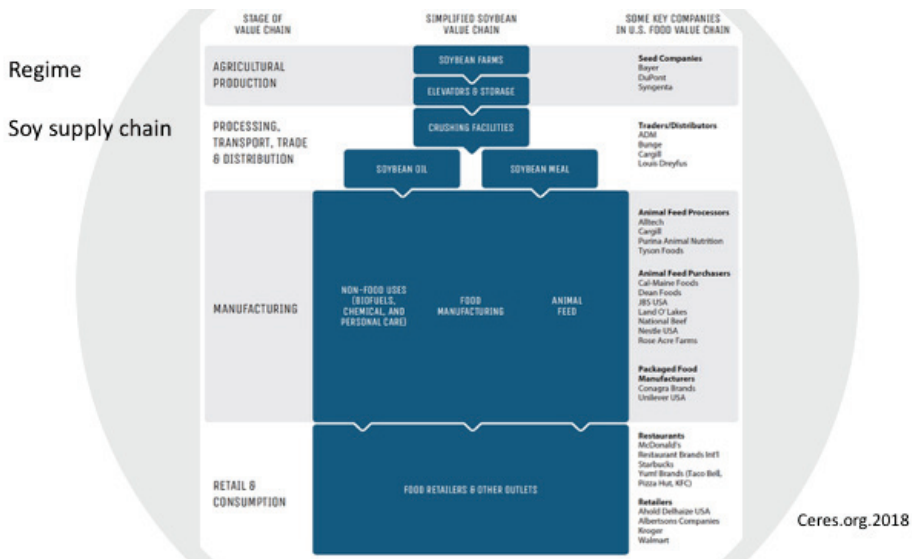 STAGE OF
VALUE CHAIN
SIMPLIFIED SOYBEAN
VALUE CHAIN
SOME KEY COMPANIES
IN U.S. FOOD VALUE CHAIN
Regime
Soy supply chain
AGRICULTURAL
PRODUCTION
SOYBEAN FARMS
ELEVATORS & STORAGE
Seed Companies
Bayer
DuPont
Syngenta
PROCESSING,
TRANSPORT, TRADE
& DISTRIBUTION
CRUSHING FACILITIES
SOYBEAN OIL
SOYBEAN MEAL
Traders/Distributors
ADM
Bunge
Cargill
Louis Dreyfus
MANUFACTURING
NON-FOOD USES
(BIOFUELS,
CHEMICAL, AND
PERSONAL CARE)
FOOD
MANUFACTURING
ANIMAL
FEED
Animal Feed Processors
Alltech
Cargill
Purina Animal Nutrition
Tyson Foods
Animal Feed Purchasers
Cal-Maine Foods
Dean Foods
JBS USA
Land O' Lakes
National Beef
Nestle USA
Rose Acre Farms
Packaged Food
Manufacturers
Conagra Brands
Unilever USA
RETAIL &
CONSUMPTION
FOOD RETAILERS & OTHER OUTLETS
Restaurants
McDonald's
Restaurant Brands Int'l
Starbucks
Yum! Brands (Taco Bell,
Pizza Hut, KFC)
Retailers
Ahold Delhaize USA
Albertsons Companies
Kroger
Walmart
Ceres.org.2018